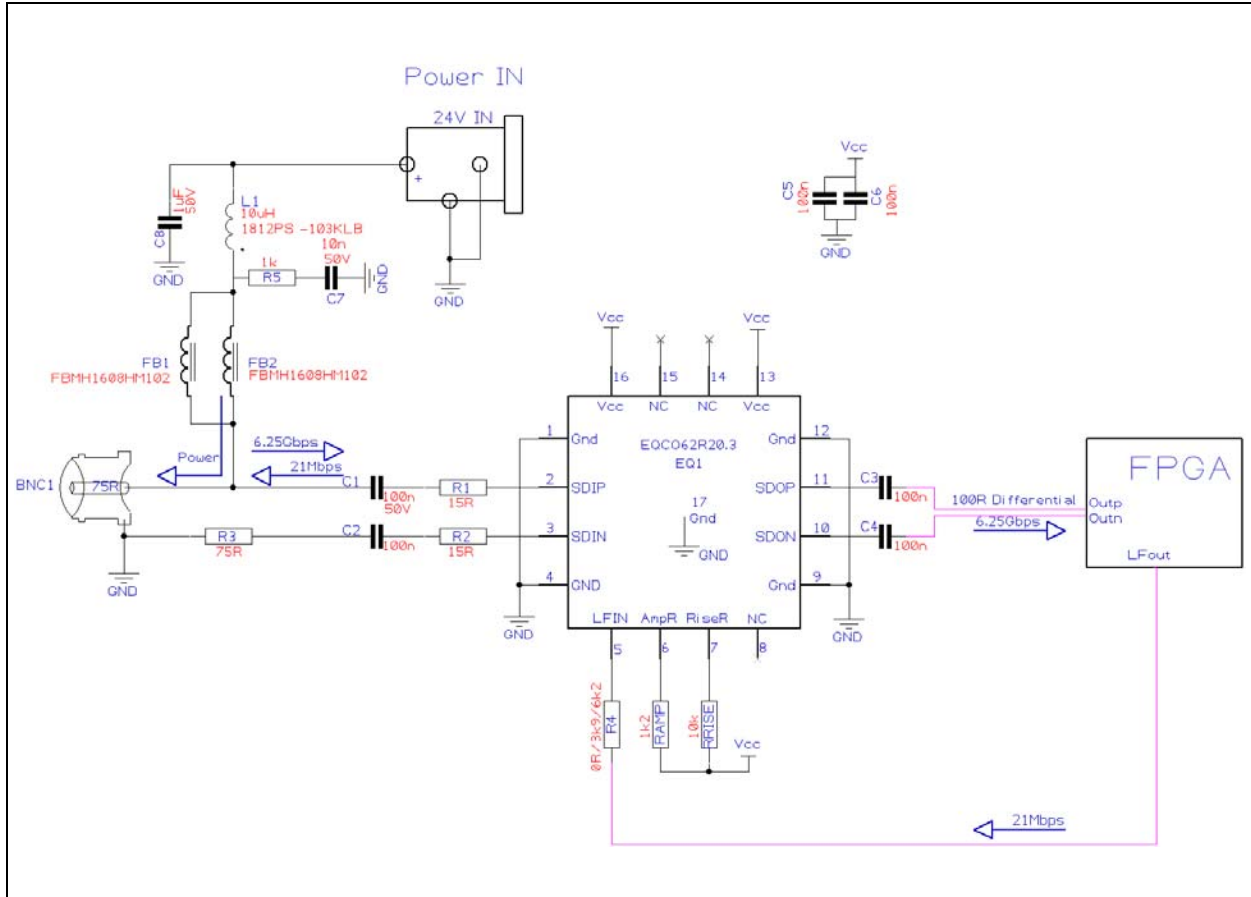 Power IN
24V IN
+
1uF
50V
C8
GND
L1
10uH
1812PS -103KLB
10n
50V
1k
R5
C7
GND
GND
Vcc
C5
100n
C6
100n
GND
FB1
FBMH1608HM102
FB2
FBMH1608HM102
Power
6.25Gbps
21Mbps
BNC1
75R
C1
100n
50V
R1
15R
R3
75R
C2
100n
R2
15R
GND
Vcc
Vcc
16
15
14
13
Vcc
NC
NC
Vcc
1
Gnd
EQCO62R20.3
EQ1
Gnd
12
2
SDIP
SDOP
11
3
SDIN
17
Gnd
GND
SDON
10
4
GND
Gnd
9
LFIN
AmpR
RiseR
NC
5
6
7
8
GND
GND
C3
100n
C4
100n
100R Differential
6.25Gbps
FPGA
Outp
Outn
LFout
0R/3k9/6k2
R4
1k2
RAMP
10k
RRISE
Vcc
21Mbps